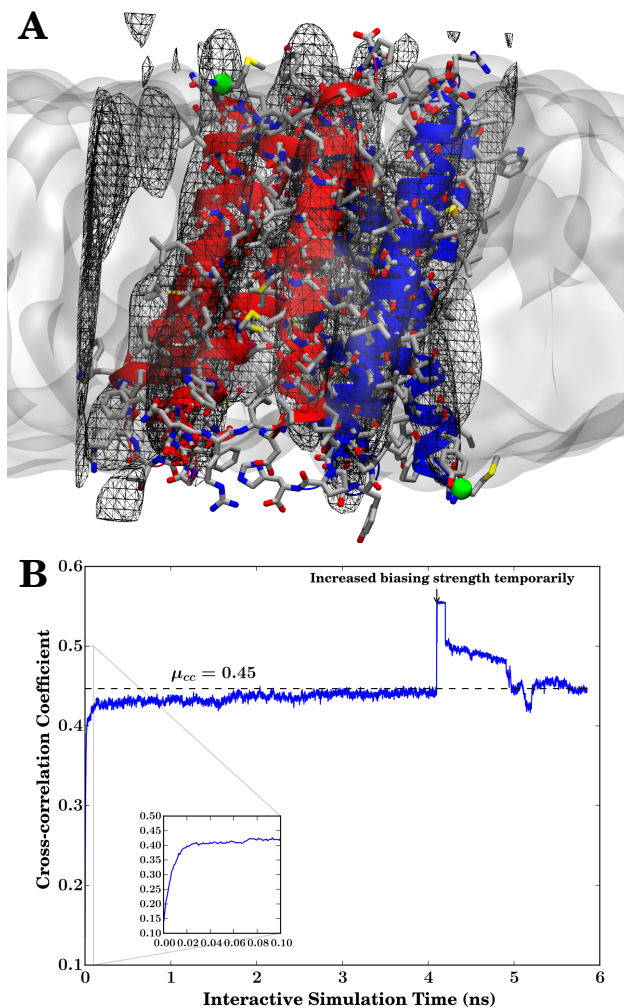 A
B
Increased biasing strength temporarily
μcc = 0.45
Cross-correlation Coefficient
0.6
0.5
0.4
0.3
0.2
0.1
0.50
0.45
0.40
0.35
0.30
0.25
0.20
0.15
0.10
0.00 0.02 0.04 0.06 0.08 0.10
0 1 2 3 4 5 6
Interactive Simulation Time (ns)